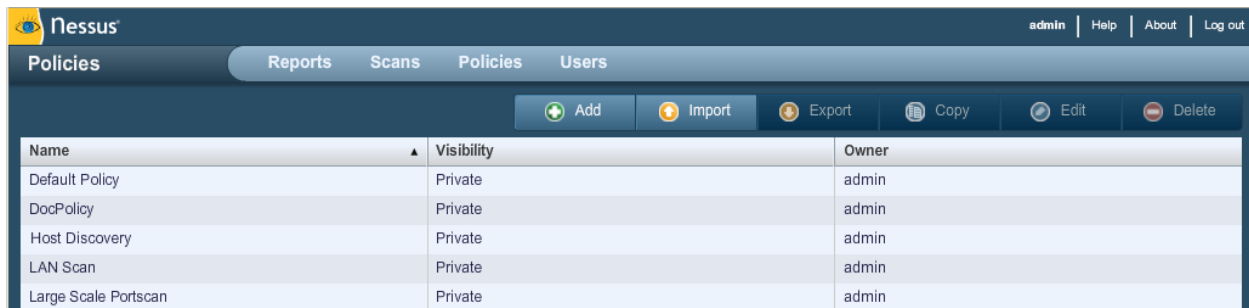 Nessus admin Help About Log out
Policies Reports Scans Policies Users
Add Import Export Copy Edit Delete
Name Visibility Owner
Default Policy Private admin
DocPolicy Private admin
Host Discovery Private admin
LAN Scan Private admin
Large Scale Portscan Private admin